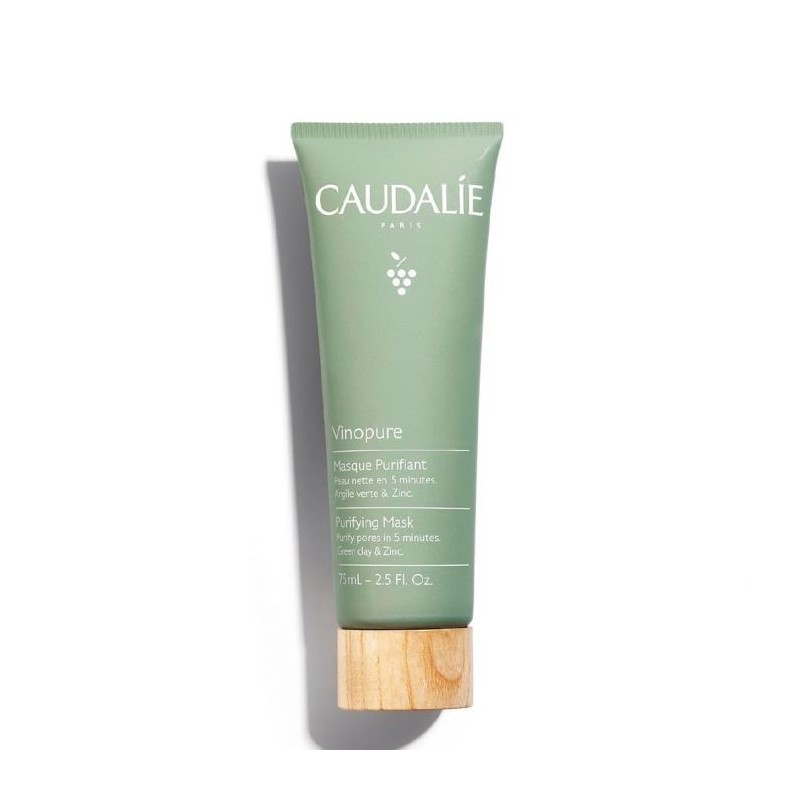 CAUDALÍE
PARIS
Vinopure
Masque Purifiant
Peau nette en 5 minutes.
Argile verte & Zinc.
Purifying Mask
Purify pores in 5 minutes.
Green clay & Zinc.
75mL – 2.5 Fl. Oz.